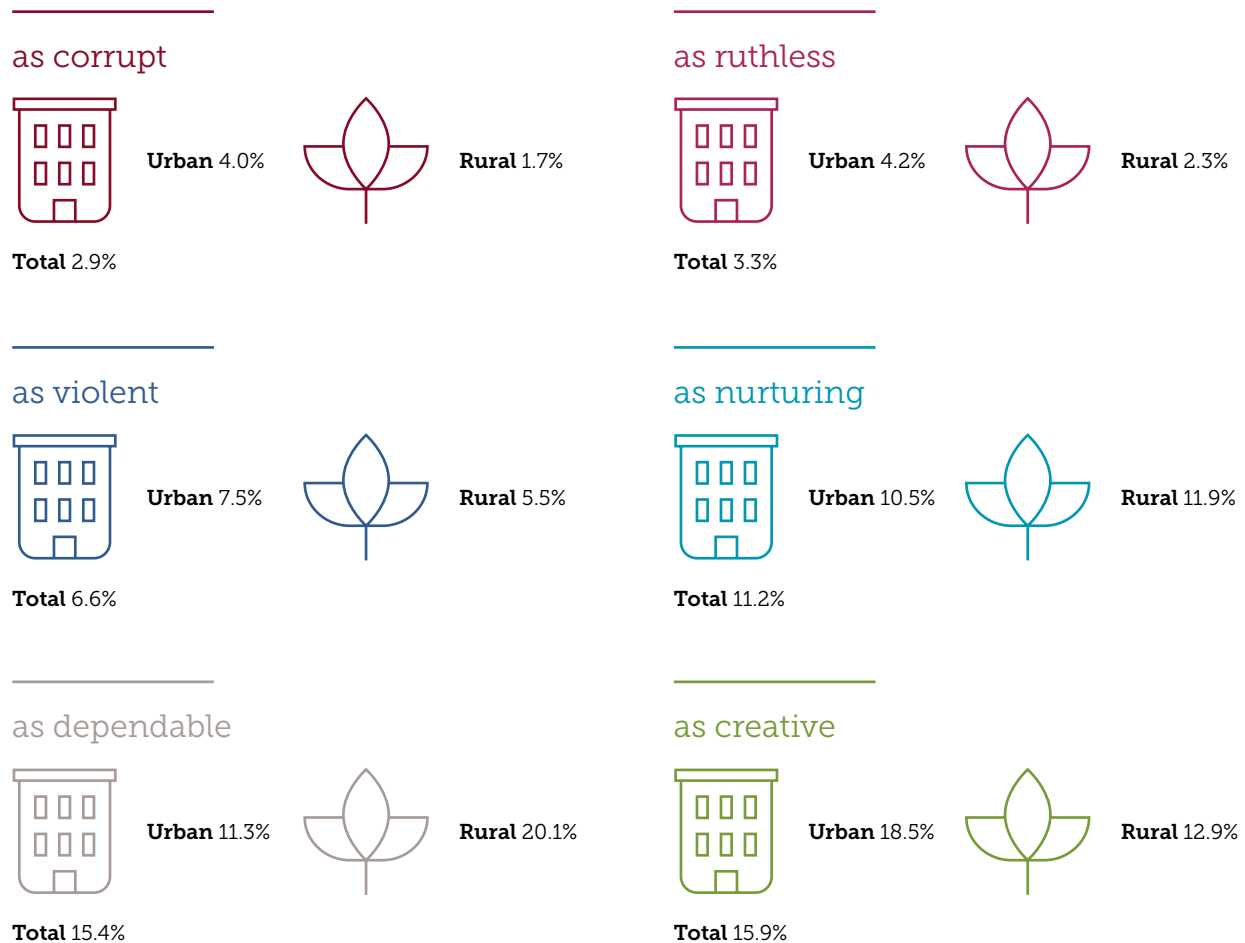 as corrupt
Urban 4.0%
Rural 1.7%
Total 2.9%
as ruthless
Urban 4.2%
Rural 2.3%
Total 3.3%
as violent
Urban 7.5%
Rural 5.5%
Total 6.6%
as nurturing
Urban 10.5%
Rural 11.9%
Total 11.2%
as dependable
Urban 11.3%
Rural 20.1%
Total 15.4%
as creative
Urban 18.5%
Rural 12.9%
Total 15.9%